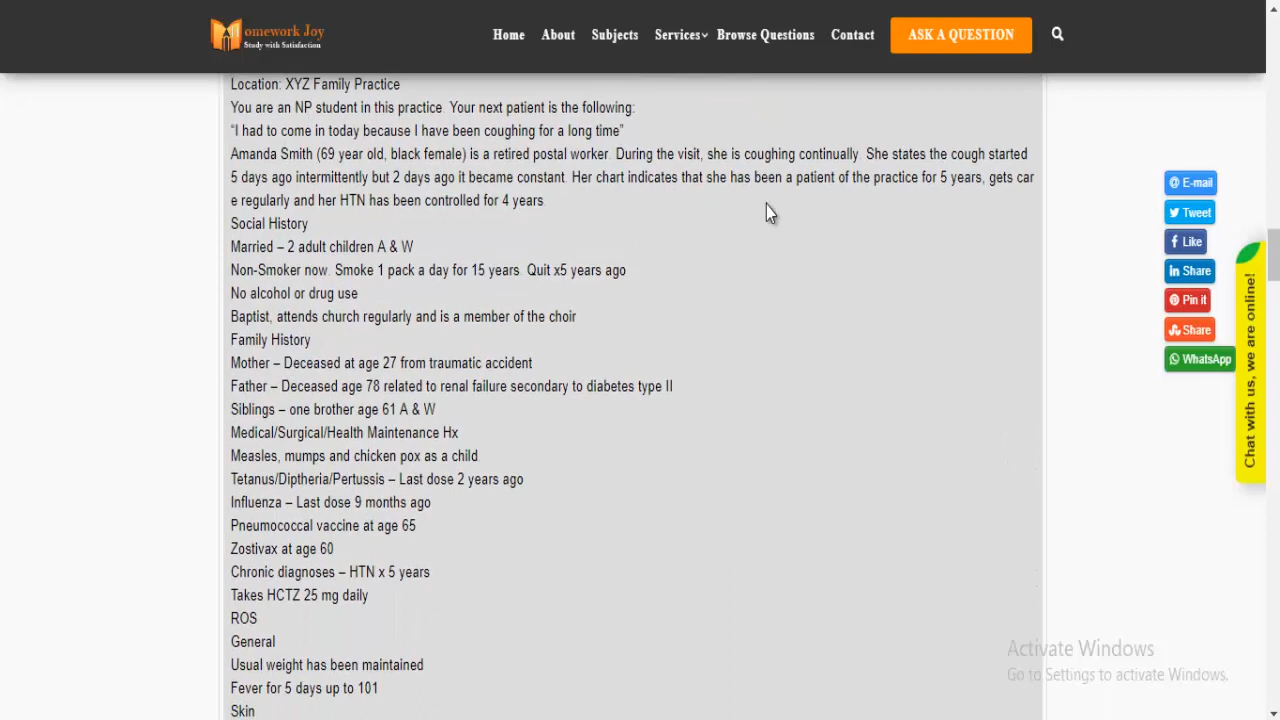 omework Joy
Study with Satisfaction
Home About Subjects Services Browse Questions Contact ASK A QUESTION
Location: XYZ Family Practice
You are an NP student in this practice. Your next patient is the following:
“I had to come in today because I have been coughing for a long time”
Amanda Smith (69 year old, black female) is a retired postal worker. During the visit, she is coughing continually. She states the cough started
5 days ago intermittently but 2 days ago it became constant. Her chart indicates that she has been a patient of the practice for 5 years, gets car
e regularly and her HTN has been controlled for 4 years.
Social History
Married – 2 adult children A & W
Non-Smoker now. Smoke 1 pack a day for 15 years. Quit x5 years ago
No alcohol or drug use
Baptist, attends church regularly and is a member of the choir
Family History
Mother – Deceased at age 27 from traumatic accident
Father – Deceased age 78 related to renal failure secondary to diabetes type II
Siblings – one brother age 61 A & W
Medical/Surgical/Health Maintenance Hx
Measles, mumps and chicken pox as a child
Tetanus/Diptheria/Pertussis – Last dose 2 years ago
Influenza – Last dose 9 months ago
Pneumococcal vaccine at age 65
Zostivax at age 60
Chronic diagnoses – HTN x 5 years
Takes HCTZ 25 mg daily
ROS
General
Usual weight has been maintained
Fever for 5 days up to 101
Skin
E-mail
Tweet
Like
Share
Pin it
Share
WhatsApp
Chat with us, we are online!
Activate Windows
Go to Settings to activate Windows.